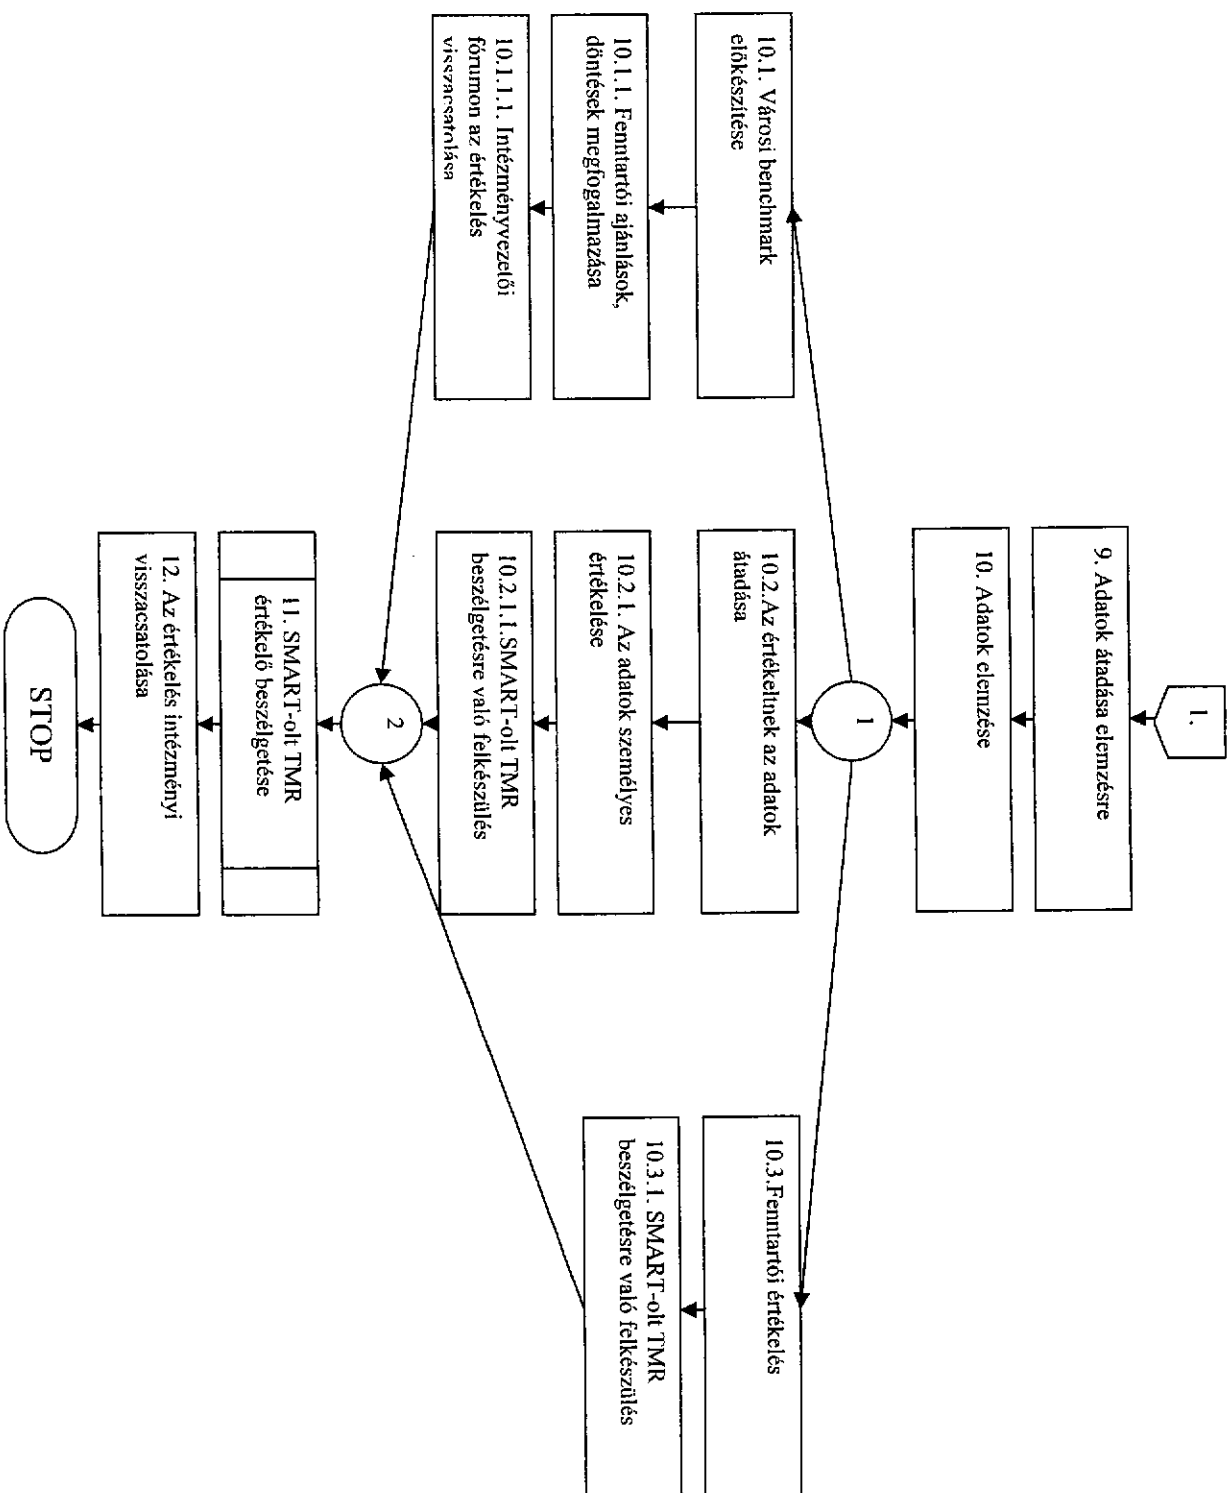 1.
9. Adatok átadása elemzésre
10. Adatok elemzése
1
10.1. Városi benchmark
előkészítése
10.1.1. Fenntartói ajánlások,
döntések megfogalmazása
10.1.1.1. Intézményvezetői
fórumon az értékelés
visszacsatolása
10.2.Az értékeltnek az adatok
átadása
10.2.1. Az adatok személyes
értékelése
10.2.1.1.SMART-olt TMR
beszélgetésre való felkészülés
10.3.Fenntartói értékelés
10.3.1. SMART-olt TMR
beszélgetésre való felkészülés
2
11. SMART-olt TMR
értékelő beszélgetése
12. Az értékelés intézményi
visszacsatolása
STOP